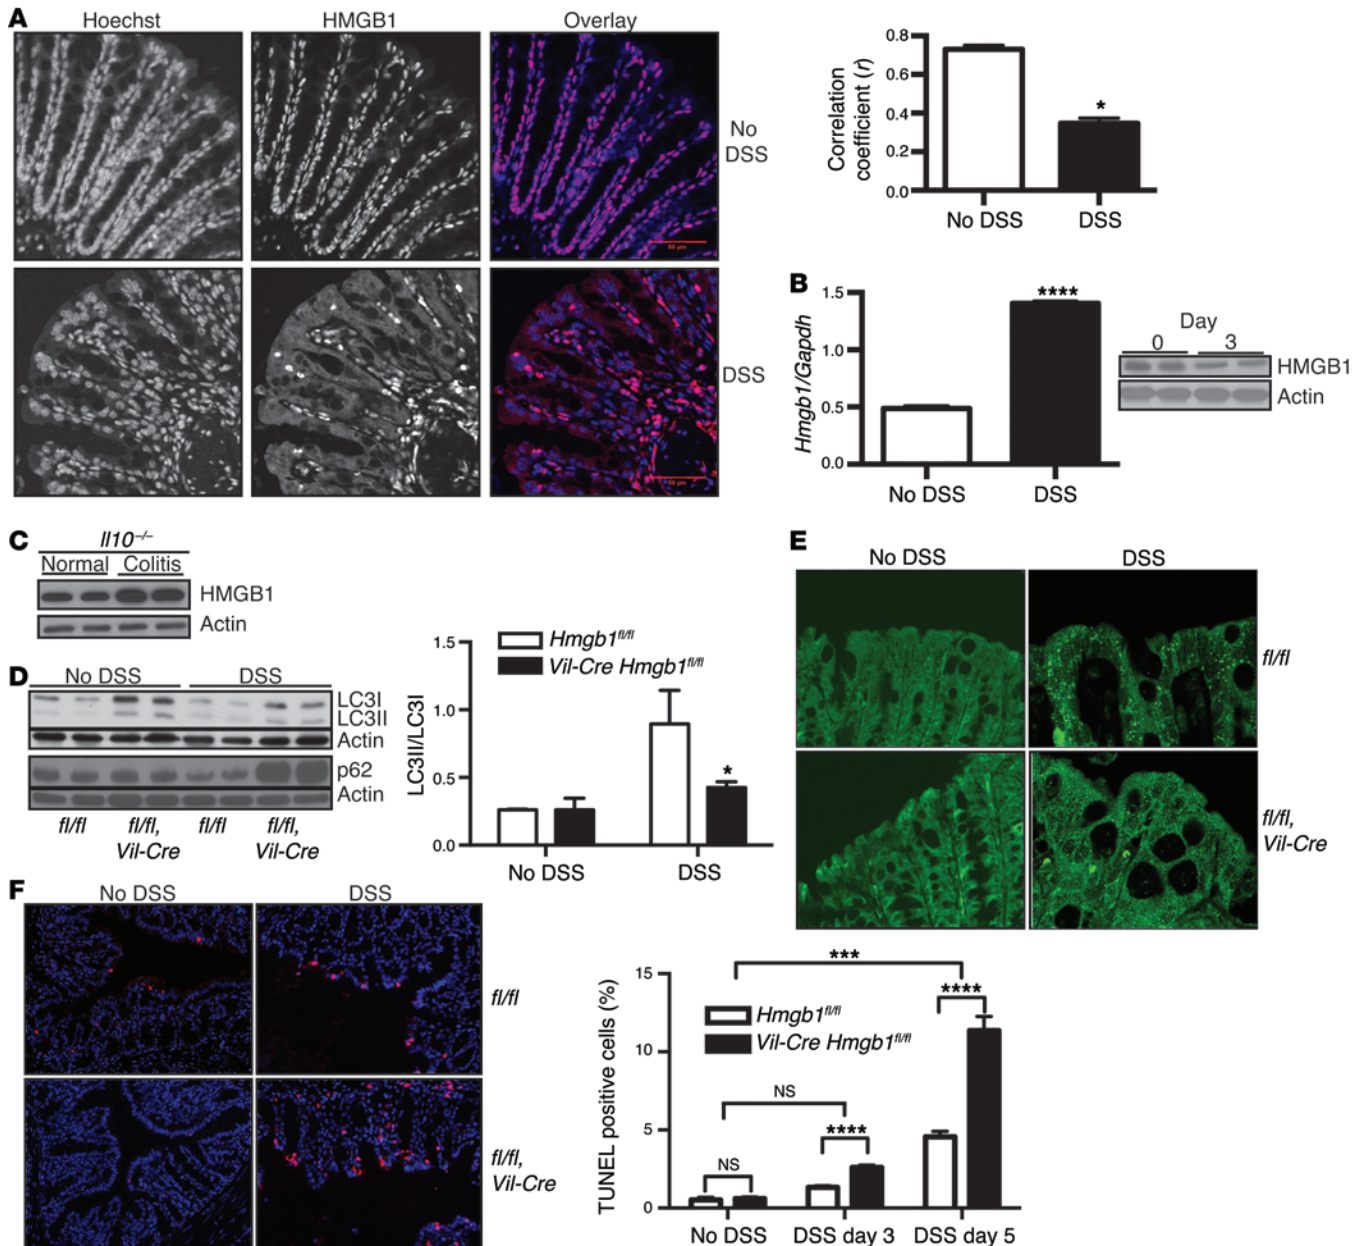 A
Hoechst
HMGB1
Overlay
No
DSS
50 µm
DSS
50 µm
Correlation
coefficient (r)
0.8
0.6
0.4
0.2
0.0
*
No DSS
DSS
B
Hmgb1/Gapdh
1.5
1.0
0.5
0.0
****
No DSS
DSS
Day
0
3
HMGB1
Actin
C
Il10–/–
Normal
Colitis
HMGB1
Actin
D
No DSS
DSS
LC3I
LC3II
Actin
p62
Actin
fl/fl
fl/fl,
Vil-Cre
fl/fl
fl/fl,
Vil-Cre
LC3II/LC3I
1.5
1.0
0.5
0.0
Hmgb1fl/fl
Vil-Cre Hmgb1fl/fl
*
No DSS
DSS
E
No DSS
DSS
fl/fl
fl/fl,
Vil-Cre
F
No DSS
DSS
fl/fl
fl/fl,
Vil-Cre
TUNEL positive cells (%)
15
10
5
0
Hmgb1fl/fl
Vil-Cre Hmgb1fl/fl
***
****
NS
****
NS
No DSS
DSS day 3
DSS day 5